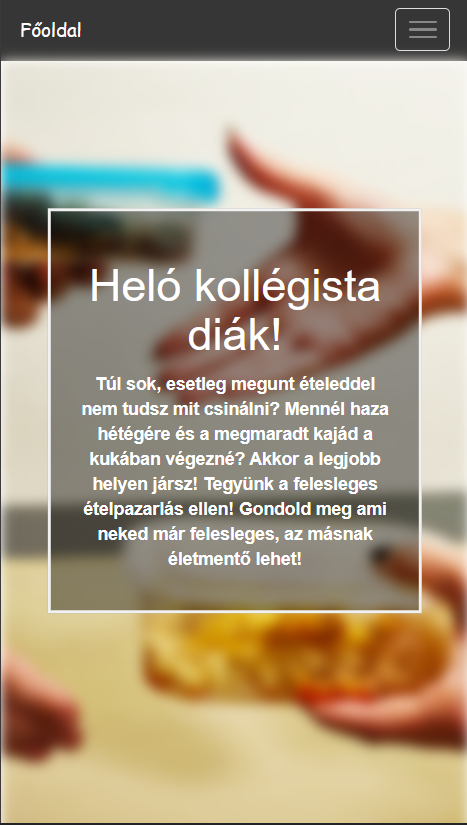 Főoldal
Heló kollégista
diák!
Túl sok, esetleg megunt ételeddel
nem tudsz mit csinálni? Mennél haza
hétégére és a megmaradt kajád a
kukában végezné? Akkor a legjobb
helyen jársz! Tegyünk a felesleges
ételpazarlás ellen! Gondold meg ami
neked már felesleges, az másnak
életmentő lehet!